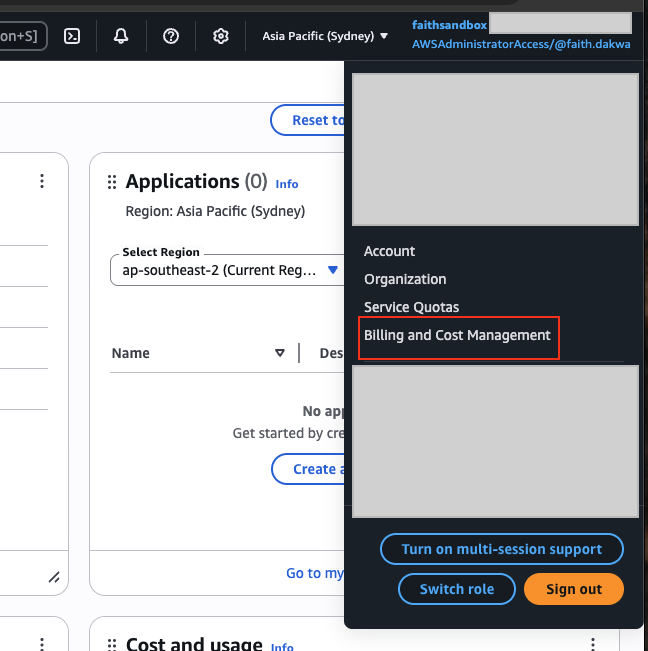 on+S]
Asia Pacific (Sydney)
faithsandbox
AWSAdministratorAccess/@faith.dakwa
Reset to
Applications (0) Info
Region: Asia Pacific (Sydney)
Select Region
ap-southeast-2 (Current Reg...
Name
Des
No app
Get started by cre
Create a
Go to my
Cost and usage Info
Account
Organization
Service Quotas
Billing and Cost Management
Turn on multi-session support
Switch role
Sign out